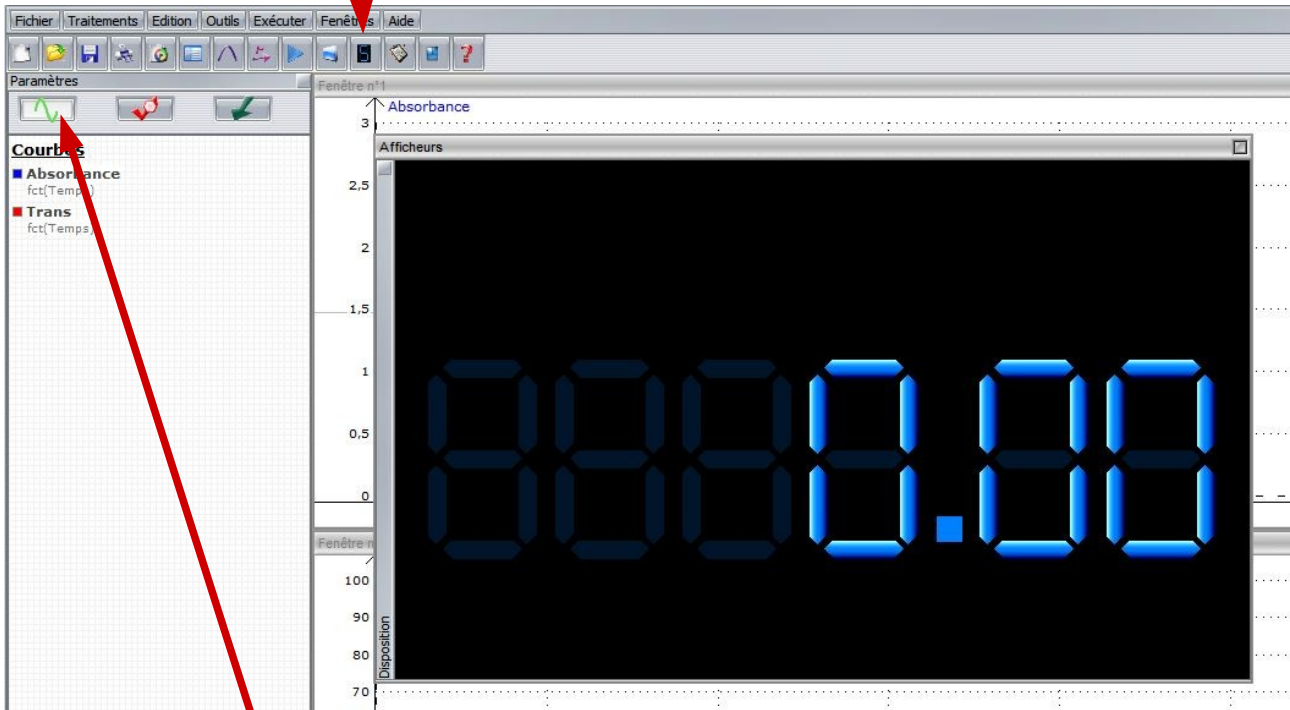 Fichier Traitements Edition Outils Exécuter Fenêtres Aide
Paramètres
Courbes
Absorbance
fct(Temps)
Trans
fct(Temps)
Fenêtre n°1
Absorbance
3
2,5
2
1,5
1
0,5
0
Afficheurs
0.00
Disposition
Fenêtre
100
90
80
70